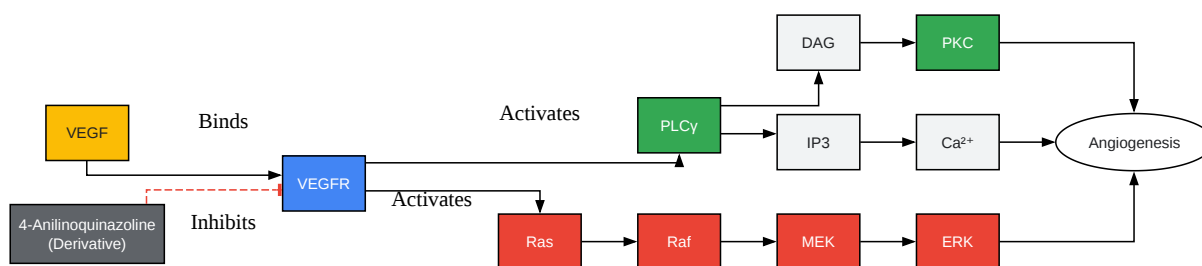 DAG
PKC
Activates
VEGF
Binds
PLCγ
IP3
Ca²⁺
Angiogenesis
VEGFR
Activates
4-Anilinoquinazoline
(Derivative)
Inhibits
Ras
Raf
MEK
ERK